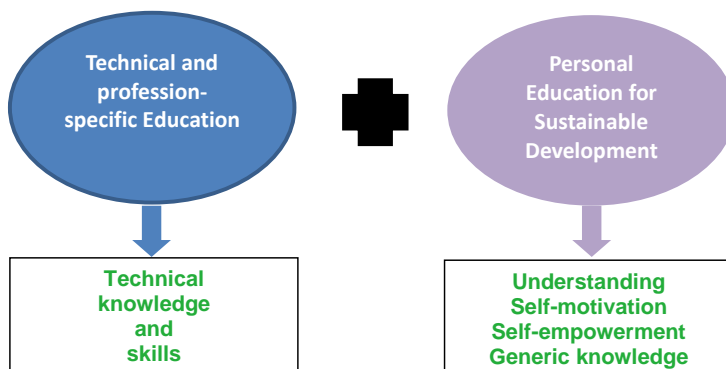 Technical and
profession-
specific Education
Personal
Education for
Sustainable
Development
Technical
knowledge
and
skills
Understanding
Self-motivation
Self-empowerment
Generic knowledge